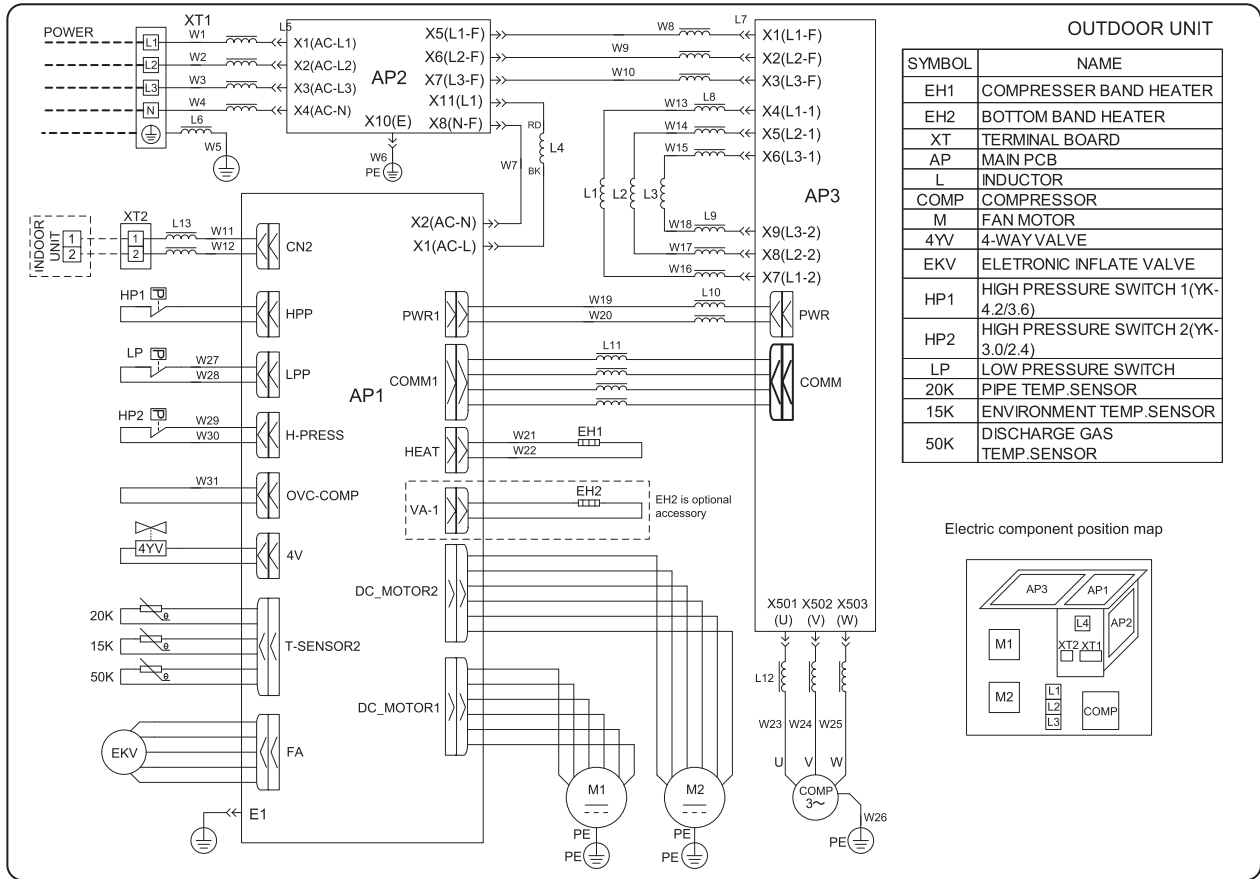 OUTDOOR UNIT
POWER
XT1
L1
L2
L3
N
W1
W2
W3
W4
L6
W5
L5
X1(AC-L1)
X2(AC-L2)
X3(AC-L3)
X4(AC-N)
AP2
X10(E)
W6
PE
X5(L1-F)
X6(L2-F)
X7(L3-F)
X11(L1)
X8(N-F)
RD
L4
BK
W7
W8
W9
W10
L7
W13
L8
W14
W15
L1
L2
L3
W18
L9
W17
W16
X1(L1-F)
X2(L2-F)
X3(L3-F)
X4(L1-1)
X5(L2-1)
X6(L3-1)
AP3
X9(L3-2)
X8(L2-2)
X7(L1-2)
PWR
COMM
INDOOR
UNIT
1
2
XT2
1
2
L13
W11
W12
CN2
X2(AC-N)
X1(AC-L)
HP1
P
HPP
LP
P
W27
W28
LPP
HP2
P
W29
W30
H-PRESS
W31
OVC-COMP
4YV
4V
20K
θ
15K
θ
50K
θ
T-SENSOR2
EKV
FA
E1
AP1
PWR1
W19
W20
L10
COMM1
L11
HEAT
W21
W22
EH1
VA-1
EH2
EH2 is optional
accessory
DC_MOTOR2
DC_MOTOR1
M1
PE
PE
M2
PE
PE
X501 X502 X503
(U) (V) (W)
L12
W23
W24
W25
U
V
W
COMP
3~
W26
PE
SYMBOL NAME
EH1 COMPRESSER BAND HEATER
EH2 BOTTOM BAND HEATER
XT TERMINAL BOARD
AP MAIN PCB
L INDUCTOR
COMP COMPRESSOR
M FAN MOTOR
4YV 4-WAY VALVE
EKV ELETRONIC INFLATE VALVE
HP1 HIGH PRESSURE SWITCH 1(YK-
4.2/3.6)
HP2 HIGH PRESSURE SWITCH 2(YK-
3.0/2.4)
LP LOW PRESSURE SWITCH
20K PIPE TEMP.SENSOR
15K ENVIRONMENT TEMP.SENSOR
50K DISCHARGE GAS
TEMP.SENSOR
Electric component position map
AP3
AP1
AP2
L4
XT2 XT1
M1
M2
L1
L2
L3
COMP